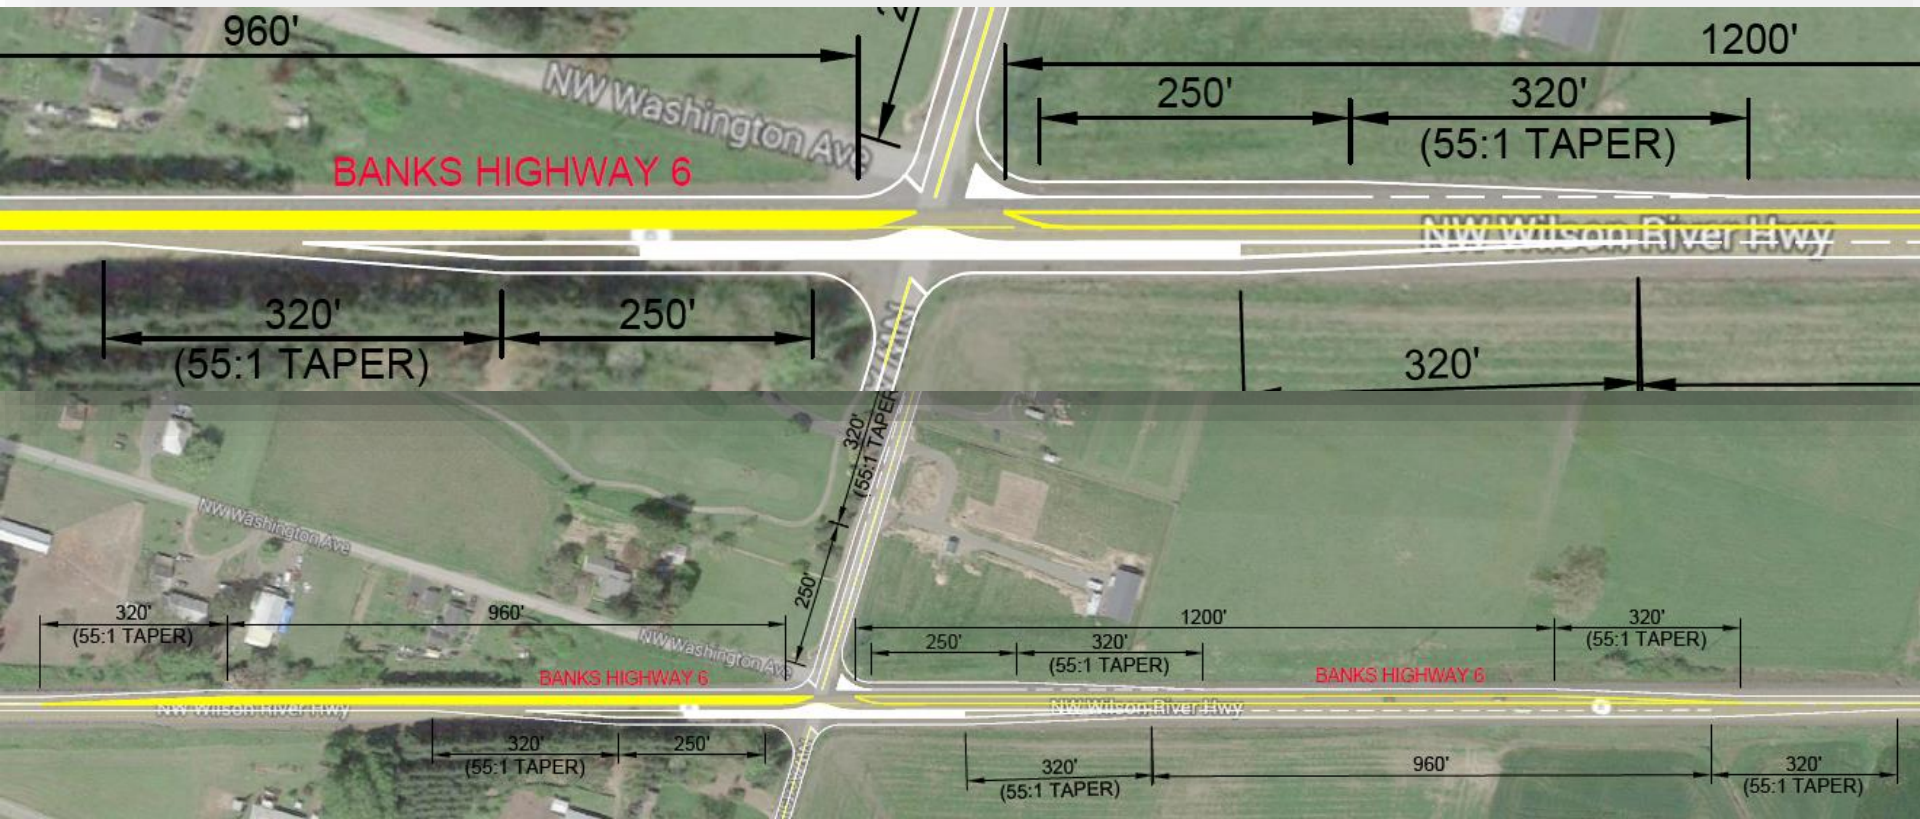 960'
2
1200'
NW Washington Ave
250'
320'
(55:1 TAPER)
BANKS HIGHWAY 6
NW Wilson River Hwy
320'
(55:1 TAPER)
250'
320'
320'
(55:1 TAPER)
NW Washington Ave
250'
320'
(55:1 TAPER)
960'
1200'
320'
(55:1 TAPER)
250'
320'
(55:1 TAPER)
NW Washington Ave
BANKS HIGHWAY 6
BANKS HIGHWAY 6
NW Wilson River Hwy
NW Wilson River Hwy
320'
(55:1 TAPER)
250'
320'
(55:1 TAPER)
960'
320'
(55:1 TAPER)